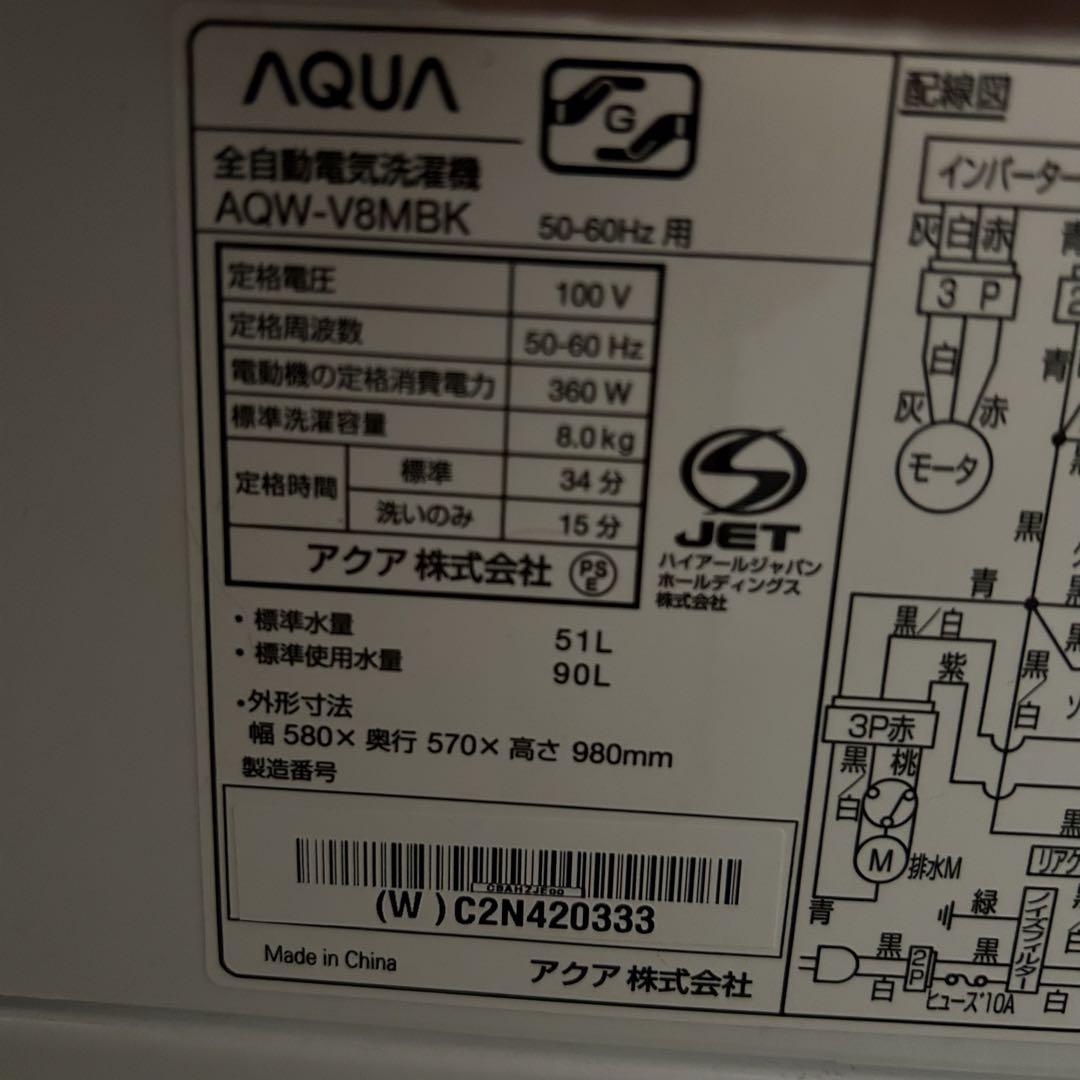 AQUA
G
全自動電気洗濯機
AQW-V8MBK 50-60Hz 用
定格電圧 100 V
定格周波数 50-60 Hz
電動機の定格消費電力 360 W
標準洗濯容量 8.0kg
定格時間 標準 34 分
洗いのみ 15 分
アクア 株式会社 PSE
JET
ハイアールジャパン
ホールディングス
株式会社
・標準水量 51L
・標準使用水量 90L
・外形寸法
幅 580× 奥行 570× 高さ 980mm
製造番号
(W )C2N420333
Made in China アクア 株式会社
配線図
インバーター
灰 白 赤 青
3 P 2
白 青
灰 赤
モータ
黒
青
黒/白
紫
黒/白
3P赤
黒/白 桃
M 排水M
リアク
青
緑
ノイズフィルター
黒 2P 黒
白 ヒューズ10A 白